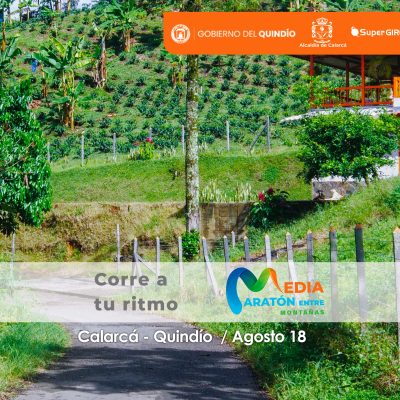 GOBIERNO DEL QUINDÍO
Alcaldía de Calarcá
SuperGIR
Corre a
tu ritmo
MEDIA
MARATÓN ENTRE
MONTAÑAS
Calarcá - Quindío / Agosto 18